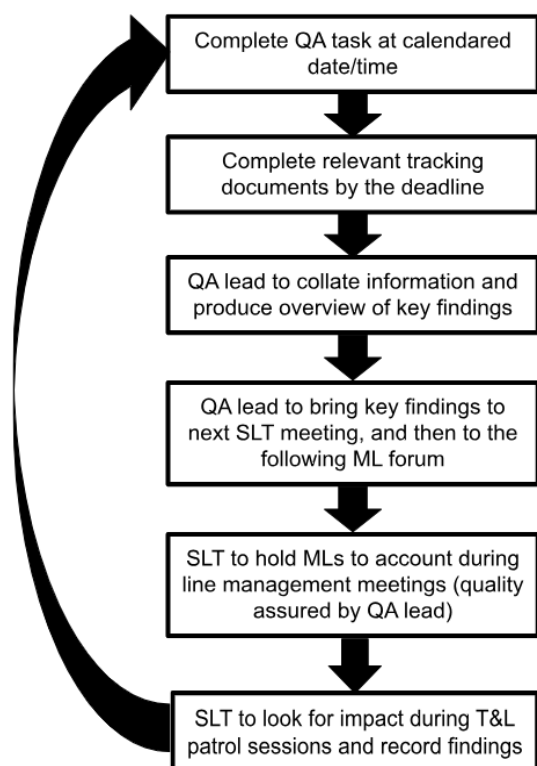 Complete QA task at calendared
date/time
Complete relevant tracking
documents by the deadline
QA lead to collate information and
produce overview of key findings
QA lead to bring key findings to
next SLT meeting, and then to the
following ML forum
SLT to hold MLs to account during
line management meetings (quality
assured by QA lead)
SLT to look for impact during T&L
patrol sessions and record findings